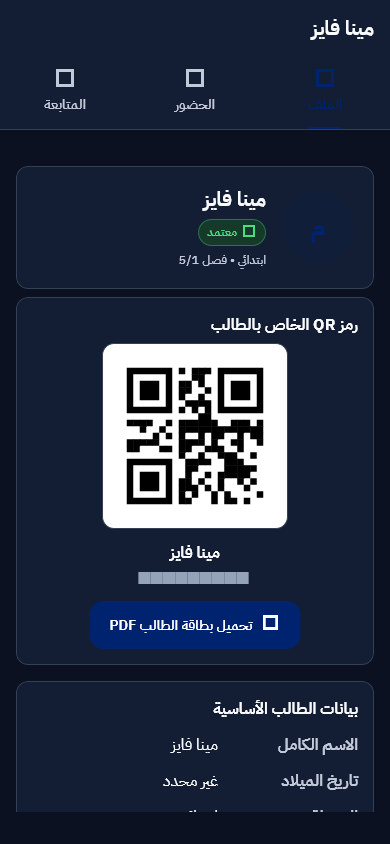 مينا فايز
الحضور
المتابعة
م
مينا فايز
معتمد
ابتدائي • فصل 5/1
رمز QR الخاص بالطالب
مينا فايز
تحميل بطاقة الطالب PDF
بيانات الطالب الأساسية
الاسم الكامل مينا فايز
تاريخ الميلاد غير محدد